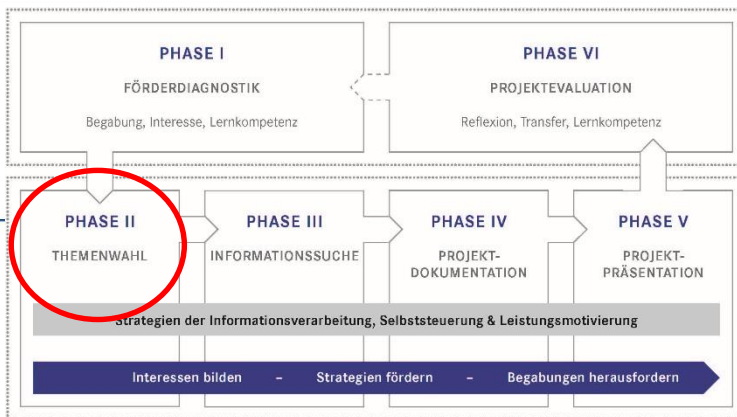 PHASE I
FÖRDERDIAGNOSTIK
Begabung, Interesse, Lernkompetenz
PHASE VI
PROJEKTEVALUATION
Reflexion, Transfer, Lernkompetenz
PHASE II
THEMENWAHL
PHASE III
INFORMATIONSSUCHE
PHASE IV
PROJEKT-
DOKUMENTATION
PHASE V
PROJEKT-
PRÄSENTATION
Strategien der Informationsverarbeitung, Selbststeuerung & Leistungsmotivierung
Interessen bilden – Strategien fördern – Begabungen herausfordern